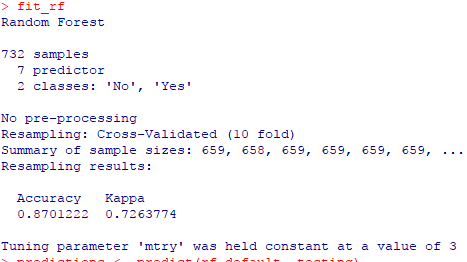 > fit_rf
Random Forest
732 samples
7 predictor
2 classes: 'No', 'Yes'
No pre-processing
Resampling: Cross-Validated (10 fold)
Summary of sample sizes: 659, 658, 659, 659, 659, 659, ...
Resampling results:
Accuracy Kappa
0.8701222 0.7263774
Tuning parameter 'mtry' was held constant at a value of 3
> predictions <- predict(rf_default, testing)